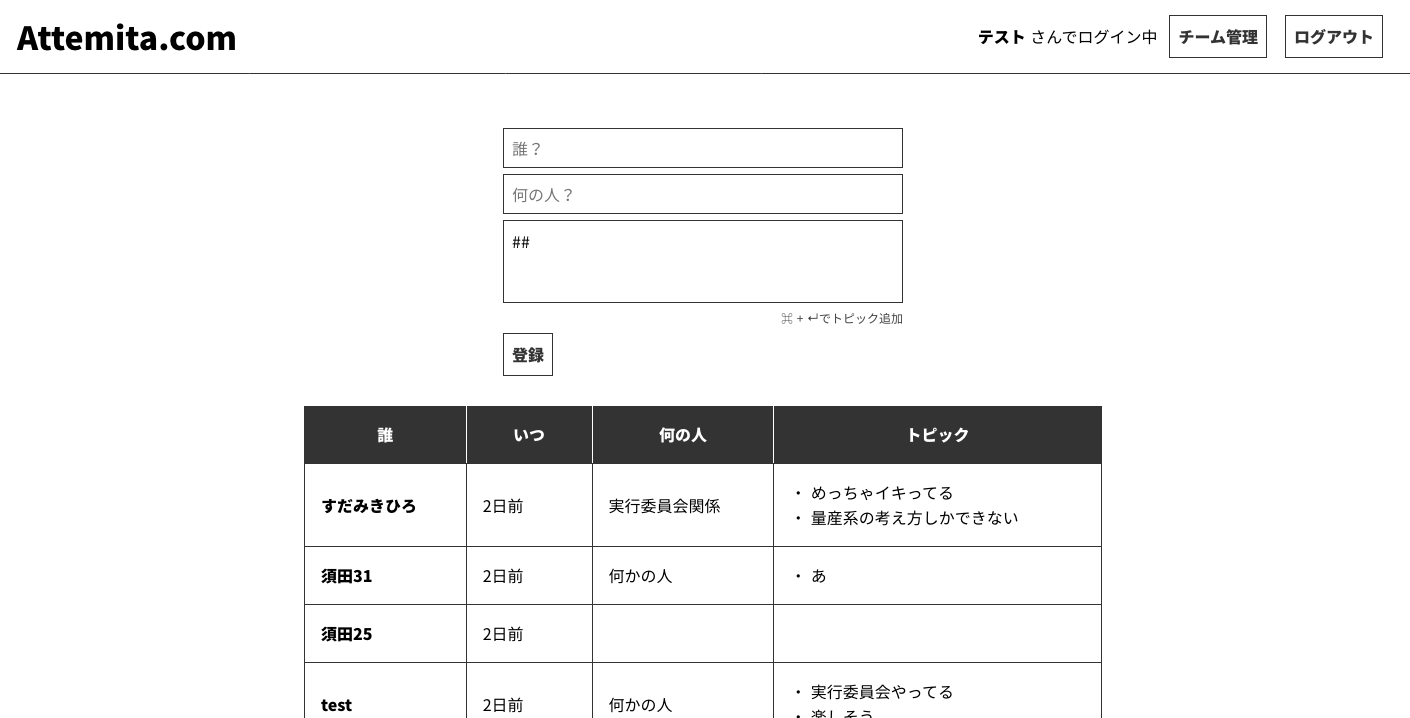 Attemita.com
テスト さんでログイン中 チーム管理 ログアウト
誰？
何の人？
##
⌘ + ↵でトピック追加
登録
誰 いつ 何の人 トピック
すだみきひろ 2日前 実行委員会関係
・ めっちゃイキってる
・ 量産系の考え方しかできない
須田31 2日前 何かの人 ・ あ
須田25 2日前
test 2日前 何かの人
・ 実行委員会やってる
・ 楽しそう